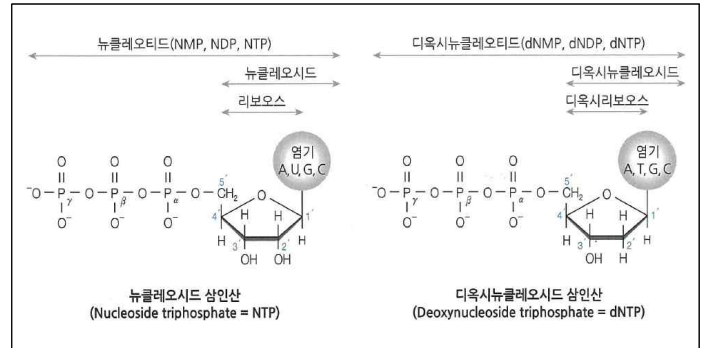 뉴클레오티드(NMP, NDP, NTP)
뉴클레오시드
리보오스
염기
A,U,G,C
O O O
⁻O-P-O-P-O-P-O-CH₂ O
γ β α 5′
O⁻ O⁻ O⁻
4′ H H 1′
H 3′ 2′ H
OH OH
뉴클레오시드 삼인산
(Nucleoside triphosphate = NTP)
디옥시뉴클레오티드(dNMP, dNDP, dNTP)
디옥시뉴클레오시드
디옥시리보오스
염기
A,T,G,C
O O O
⁻O-P-O-P-O-P-O-CH₂ O
γ β α 5′
O⁻ O⁻ O⁻
4′ H H 1′
H 3′ 2′ H
OH H
디옥시뉴클레오시드 삼인산
(Deoxynucleoside triphosphate = dNTP)